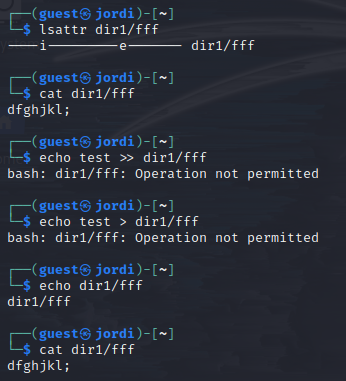 ┌──(guest㉿jordi)-[~]
└─$ lsattr dir1/fff
----i---------e------- dir1/fff
┌──(guest㉿jordi)-[~]
└─$ cat dir1/fff
dfghjkl;
┌──(guest㉿jordi)-[~]
└─$ echo test >> dir1/fff
bash: dir1/fff: Operation not permitted
┌──(guest㉿jordi)-[~]
└─$ echo test > dir1/fff
bash: dir1/fff: Operation not permitted
┌──(guest㉿jordi)-[~]
└─$ echo dir1/fff
dir1/fff
┌──(guest㉿jordi)-[~]
└─$ cat dir1/fff
dfghjkl;